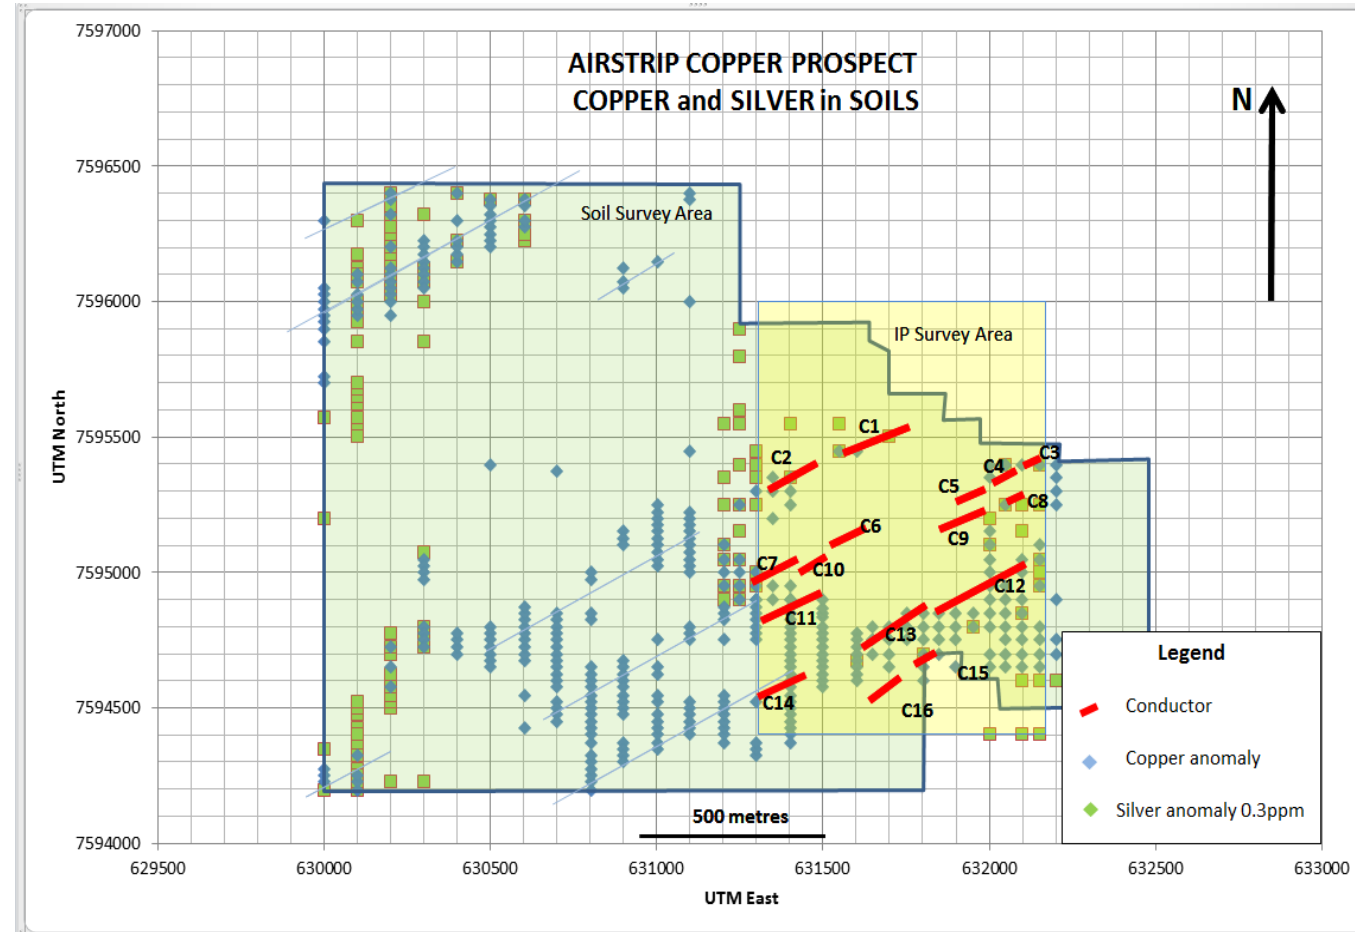 7597000
AIRSTRIP COPPER PROSPECT
COPPER and SILVER in SOILS
N
7596500
Soil Survey Area
7596000
IP Survey Area
7595500
C1
C2
C3
C4
C5
C8
C6
C9
7595000
C7
C10
C12
C11
C13
C15
C14
C16
7594500
7594000
UTM North
500 metres
Legend
Conductor
Copper anomaly
Silver anomaly 0.3ppm
629500
630000
630500
631000
631500
632000
632500
633000
UTM East